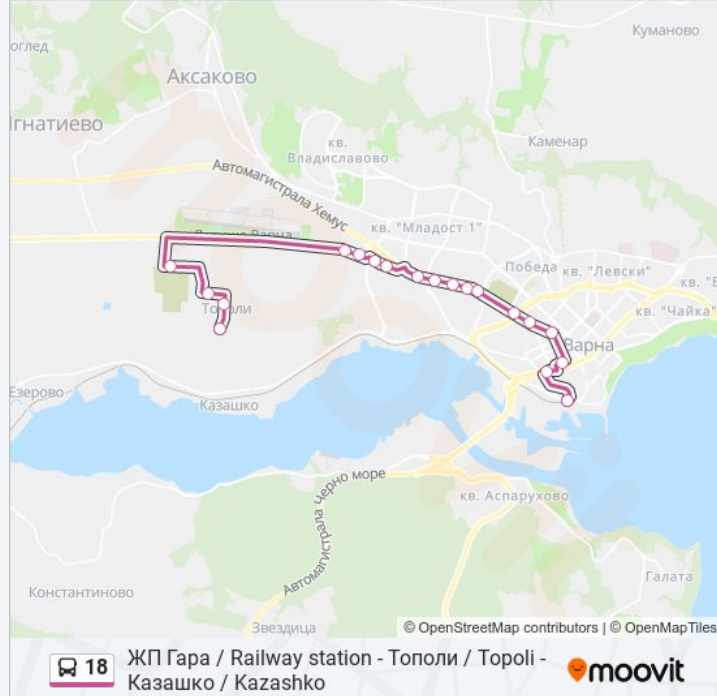 Куманово
оглед
Аксаково
Игнатиево
кв.
Владиславово
Каменар
Автомагистрала Хемус
кв. "Младост 1"
Победа
кв. "Левски"
кв. "Чайка"
Тополи
Варна
Езерово
Казашко
Автомагистрала Черно море
кв. Аспарухово
Галата
Константиново
Звездица
© OpenStreetMap contributors | © OpenMapTiles
18
ЖП Гара / Railway station - Тополи / Topoli -
Казашко / Kazashko
moovit